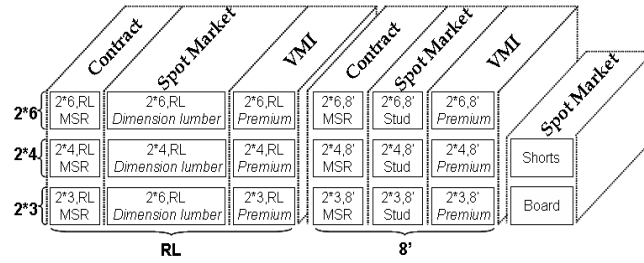 Contract
Spot Market
VMI
Contract
Spot Market
VMI
Spot Market
2*6
2*6,RL
MSR
2*6,RL
Dimension lumber
2*6,RL
Premium
2*6,8'
MSR
2*6,8'
Stud
2*6,8'
Premium
2*4
2*4,RL
MSR
2*4,RL
Dimension lumber
2*4,RL
Premium
2*4,8'
MSR
2*4,8'
Stud
2*4,8'
Premium
Shorts
2*3
2*3,RL
MSR
2*6,RL
Dimension lumber
2*3,RL
Premium
2*3,8'
MSR
2*3,8'
Stud
2*3,8'
Premium
Board
RL
8'